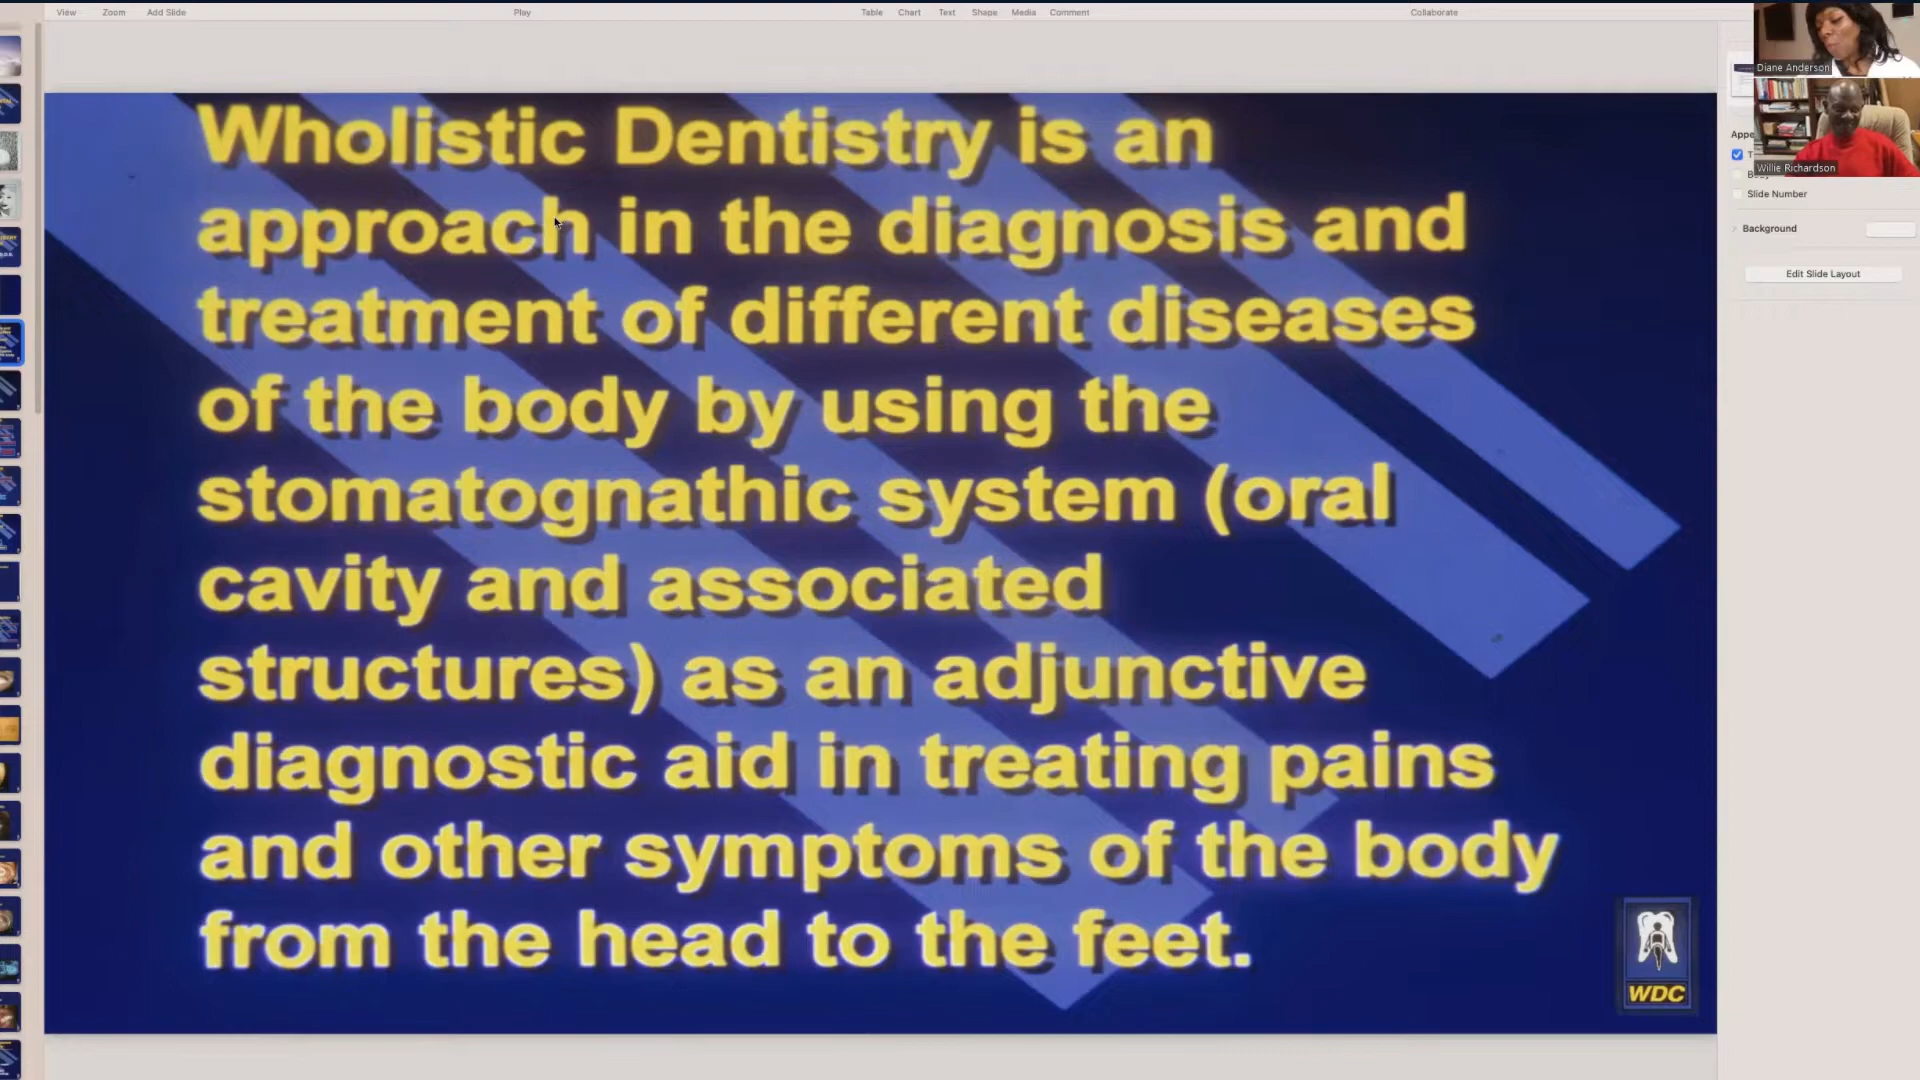 View Zoom Add Slide Play Table Chart Text Shape Media Comment Collaborate
Wholistic Dentistry is an
approach in the diagnosis and
treatment of different diseases
of the body by using the
stomatognathic system (oral
cavity and associated
structures) as an adjunctive
diagnostic aid in treating pains
and other symptoms of the body
from the head to the feet.
WDC
Diane Anderson
Willie Richardson
Slide Number
Background
Edit Slide Layout